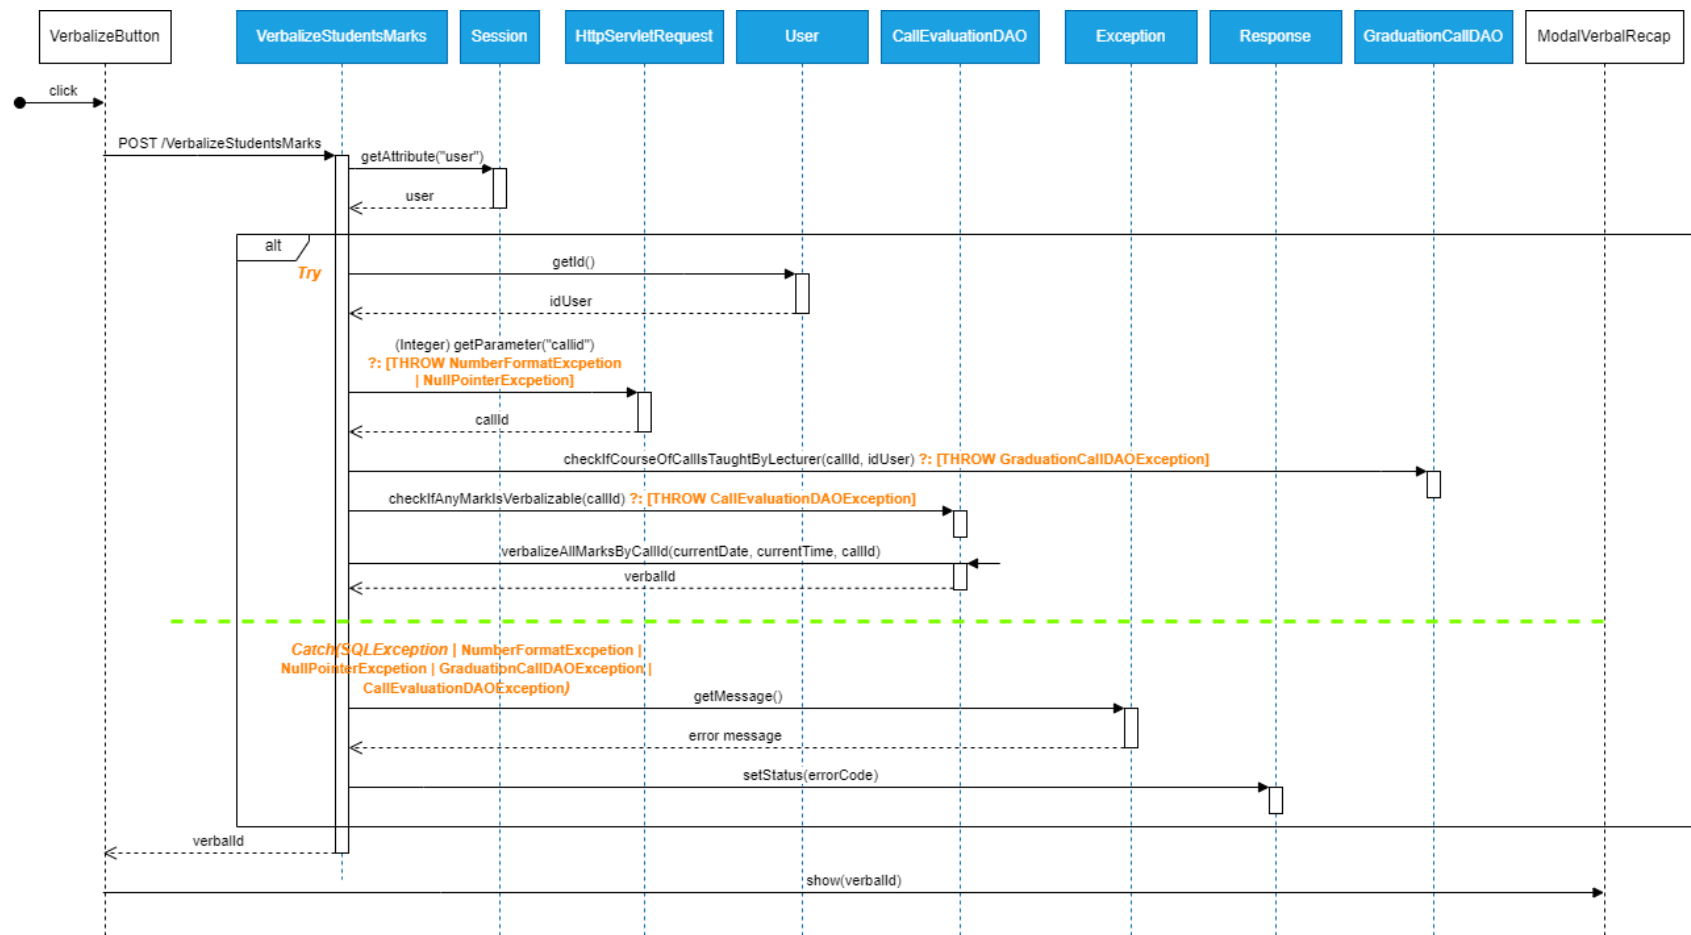 VerbalizeButton
VerbalizeStudentsMarks
Session
HttpServletRequest
User
CallEvaluationDAO
Exception
Response
GraduationCallDAO
ModalVerbalRecap
click
POST /VerbalizeStudentsMarks
getAttribute("user")
user
alt
Try
getId()
idUser
(Integer) getParameter("callid")
?: [THROW NumberFormatExcpetion
| NullPointerExcpetion]
callId
checkIfCourseOfCallIsTaughtByLecturer(callId, idUser) ?: [THROW GraduationCallDAOException]
checkIfAnyMarkIsVerbalizable(callId) ?: [THROW CallEvaluationDAOException]
verbalizeAllMarksByCallId(currentDate, currentTime, callId)
verbalId
Catch(SQLException | NumberFormatExcpetion |
NullPointerExcpetion | GraduationCallDAOException |
CallEvaluationDAOException)
getMessage()
error message
setStatus(errorCode)
verbalId
show(verbalId)